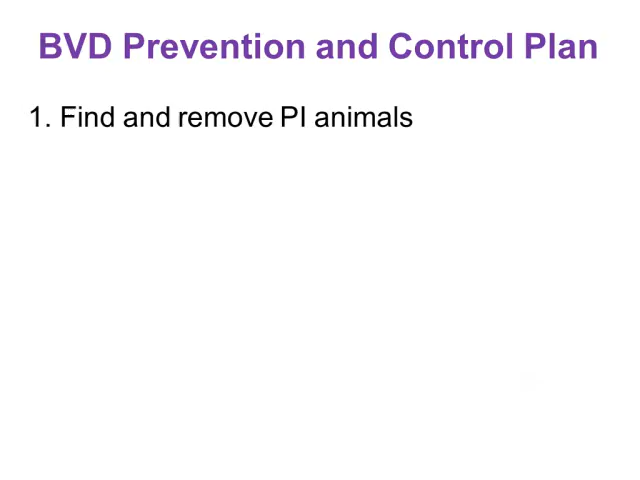 BVD Prevention and Control Plan
1. Find and remove PI animals